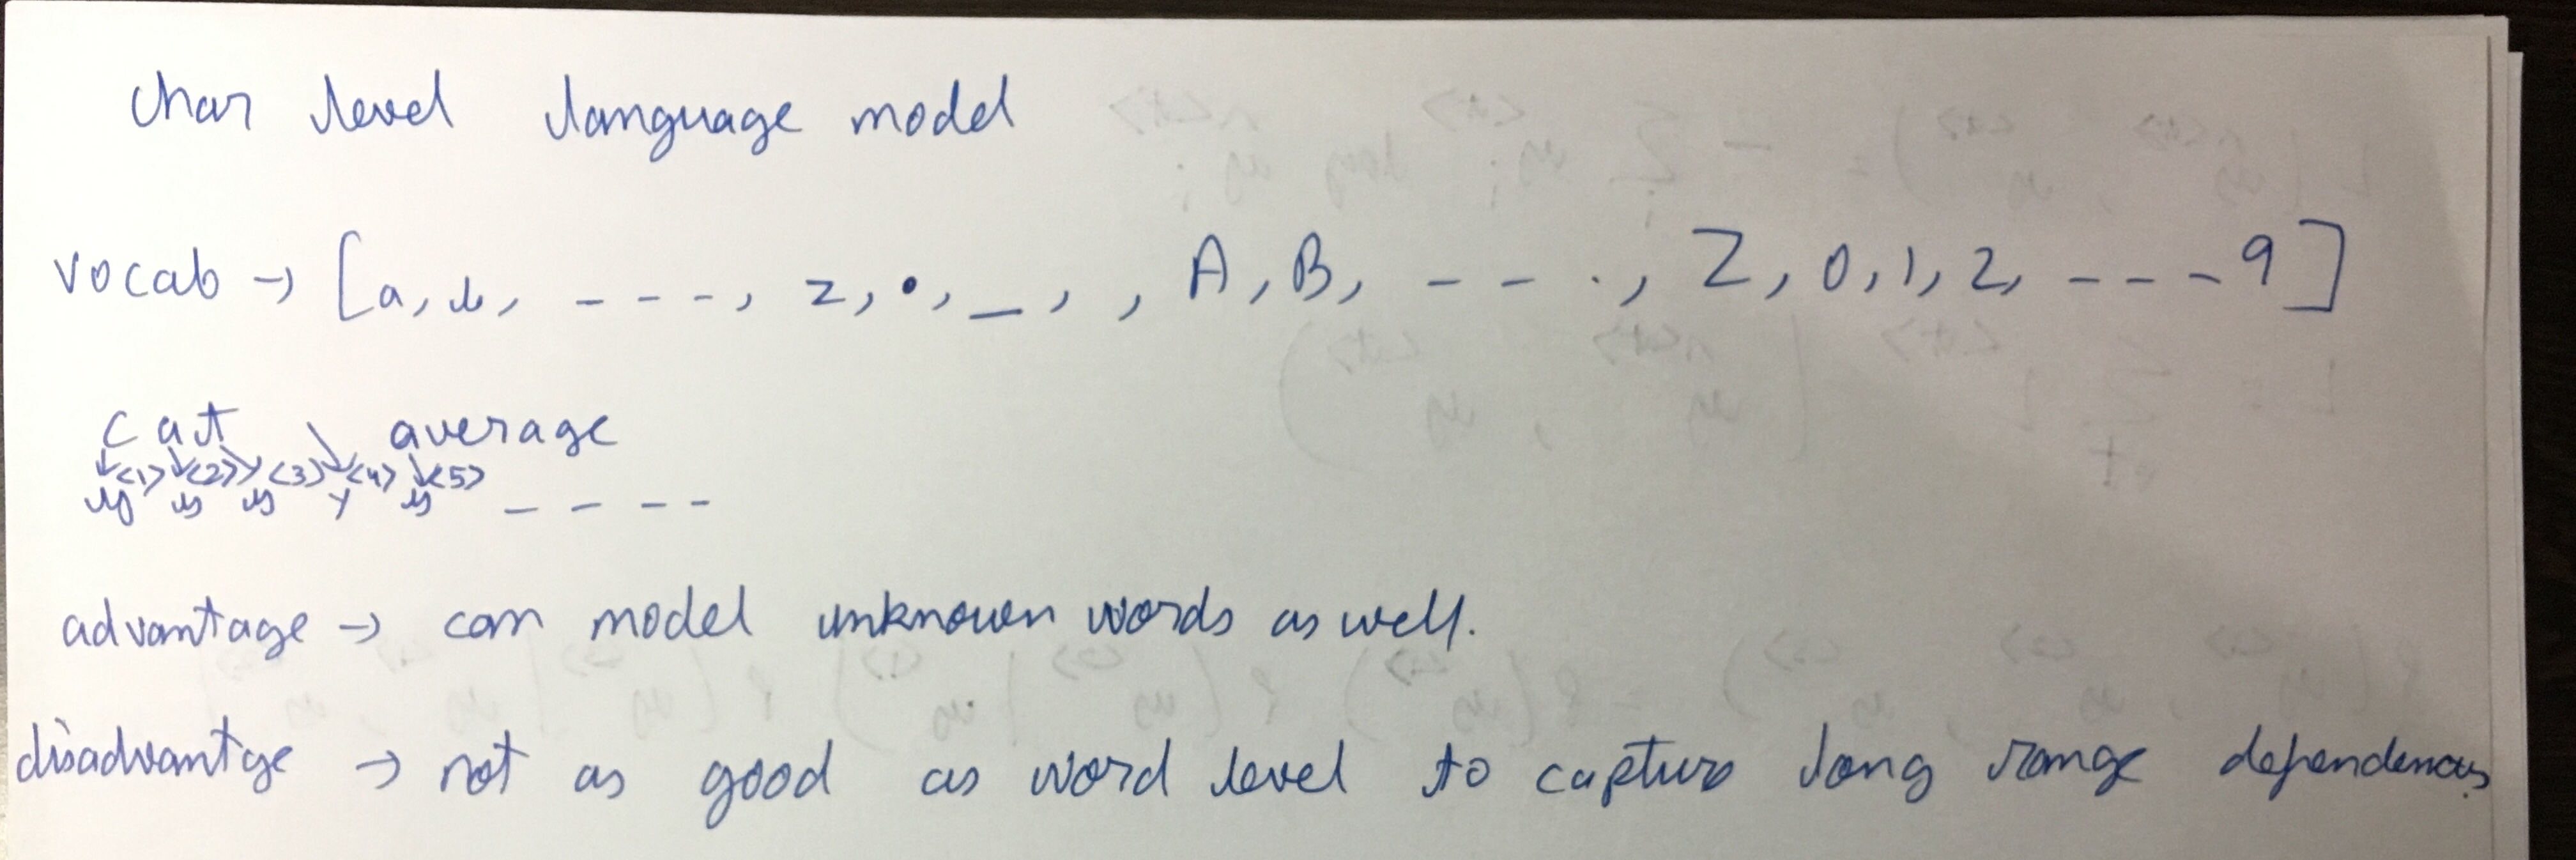 char level language model
vocab → [a, b, - - - -, z, •, _, , , A, B, - - ., Z, 0, 1, 2, - - - 9]
cat average
y<1> y<2> y<3> y<4> y<5> - - - -
advantage → can model unknown words as well.
disadvantge → not as good as word level to capture long range dependencies